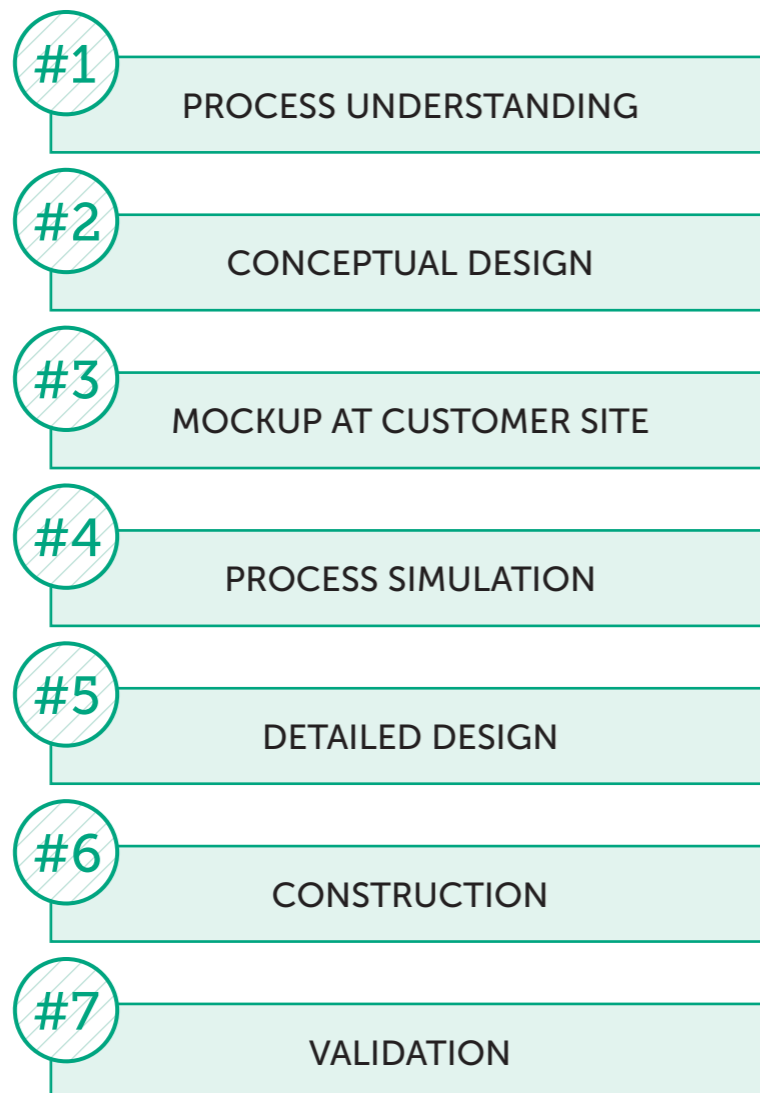 #1
PROCESS UNDERSTANDING
#2
CONCEPTUAL DESIGN
#3
MOCKUP AT CUSTOMER SITE
#4
PROCESS SIMULATION
#5
DETAILED DESIGN
#6
CONSTRUCTION
#7
VALIDATION